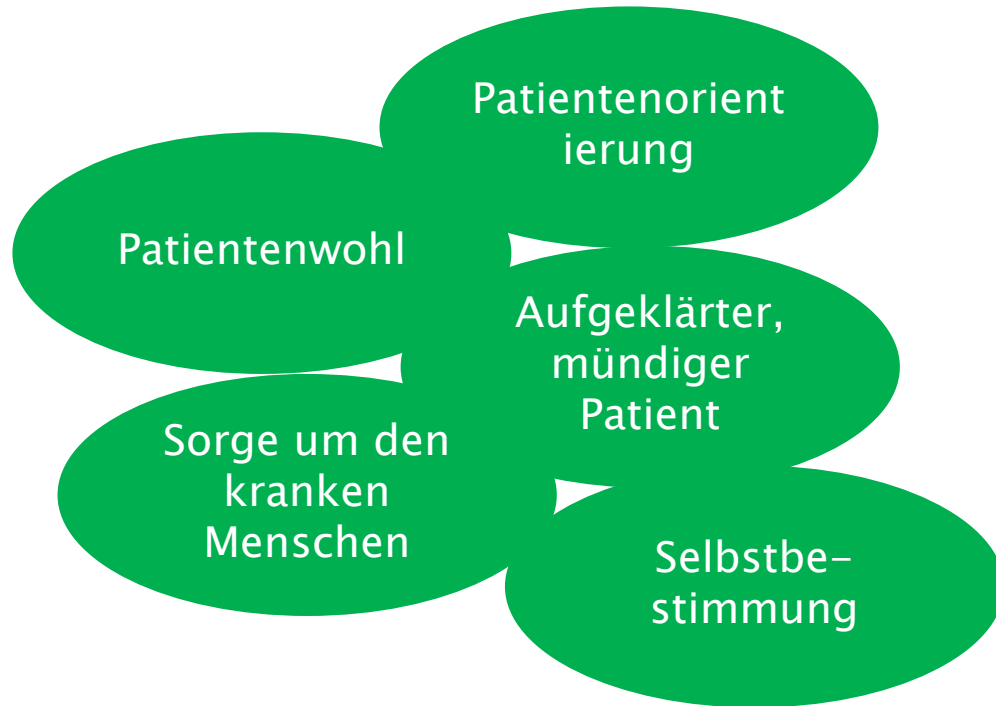 Patientenorient
ierung
Patientenwohl
Aufgeklärter,
mündiger
Patient
Sorge um den
kranken
Menschen
Selbstbe–
stimmung